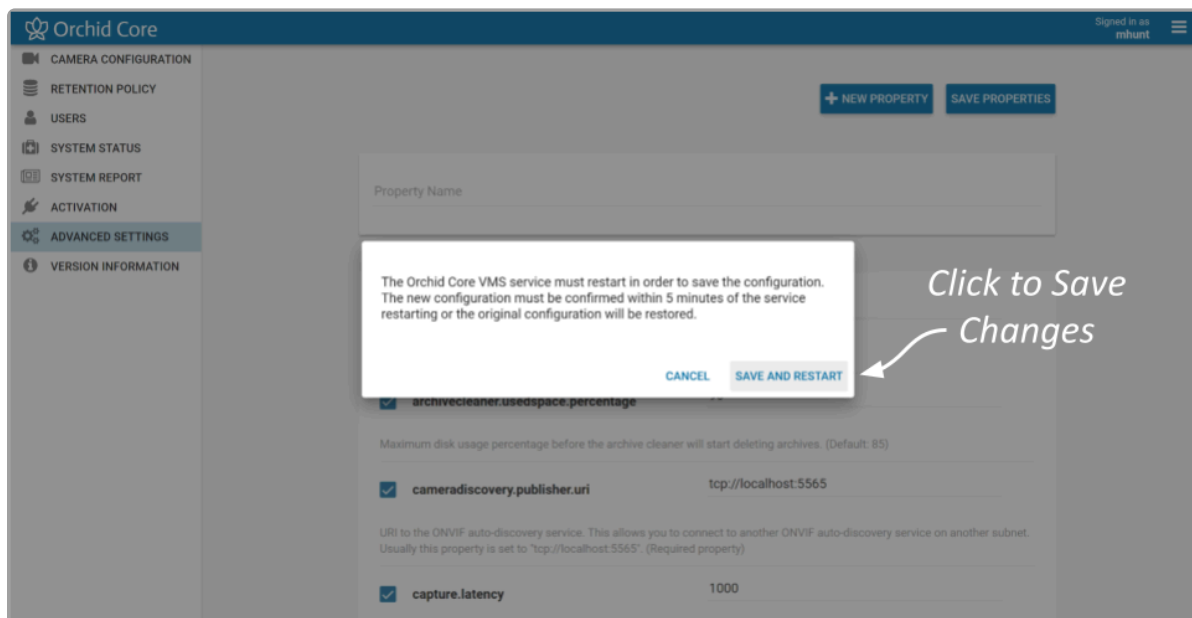 Orchid Core
Signed in as
mhunt
CAMERA CONFIGURATION
RETENTION POLICY
USERS
SYSTEM STATUS
SYSTEM REPORT
ACTIVATION
ADVANCED SETTINGS
VERSION INFORMATION
NEW PROPERTY
SAVE PROPERTIES
Property Name
The Orchid Core VMS service must restart in order to save the configuration.
The new configuration must be confirmed within 5 minutes of the service
restarting or the original configuration will be restored.
CANCEL
SAVE AND RESTART
Click to Save
Changes
archivecleaner.usedspace.percentage
Maximum disk usage percentage before the archive cleaner will start deleting archives. (Default: 85)
cameradiscovery.publisher.uri
tcp://localhost:5565
URI to the ONVIF auto-discovery service. This allows you to connect to another ONVIF auto-discovery service on another subnet.
Usually this property is set to "tcp://localhost:5565". (Required property)
capture.latency
1000